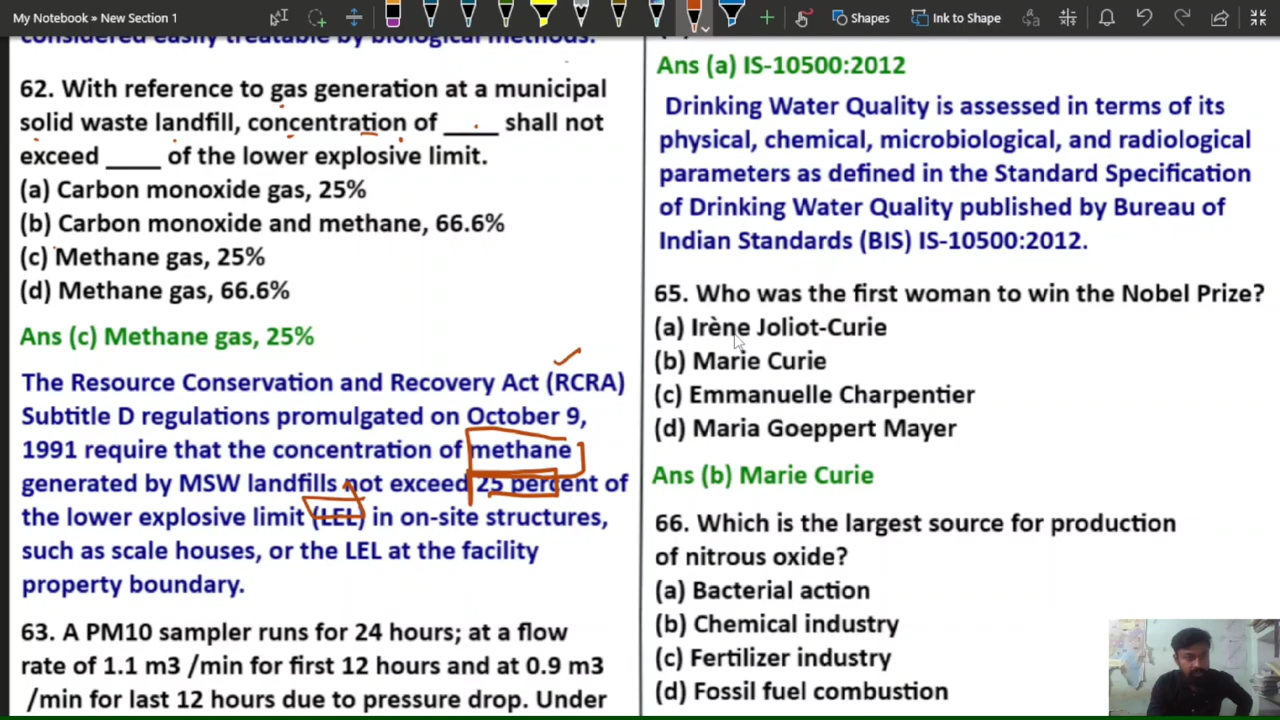 My Notebook » New Section 1
Shapes
Ink to Shape
considered easily treatable by biological methods.
62. With reference to gas generation at a municipal
solid waste landfill, concentration of ____ shall not
exceed ____ of the lower explosive limit.
(a) Carbon monoxide gas, 25%
(b) Carbon monoxide and methane, 66.6%
(c) Methane gas, 25%
(d) Methane gas, 66.6%
Ans (c) Methane gas, 25%
The Resource Conservation and Recovery Act (RCRA)
Subtitle D regulations promulgated on October 9,
1991 require that the concentration of methane
generated by MSW landfills not exceed 25 percent of
the lower explosive limit (LEL) in on-site structures,
such as scale houses, or the LEL at the facility
property boundary.
63. A PM10 sampler runs for 24 hours; at a flow
rate of 1.1 m3 /min for first 12 hours and at 0.9 m3
/min for last 12 hours due to pressure drop. Under
Ans (a) IS-10500:2012
Drinking Water Quality is assessed in terms of its
physical, chemical, microbiological, and radiological
parameters as defined in the Standard Specification
of Drinking Water Quality published by Bureau of
Indian Standards (BIS) IS-10500:2012.
65. Who was the first woman to win the Nobel Prize?
(a) Irène Joliot-Curie
(b) Marie Curie
(c) Emmanuelle Charpentier
(d) Maria Goeppert Mayer
Ans (b) Marie Curie
66. Which is the largest source for production
of nitrous oxide?
(a) Bacterial action
(b) Chemical industry
(c) Fertilizer industry
(d) Fossil fuel combustion